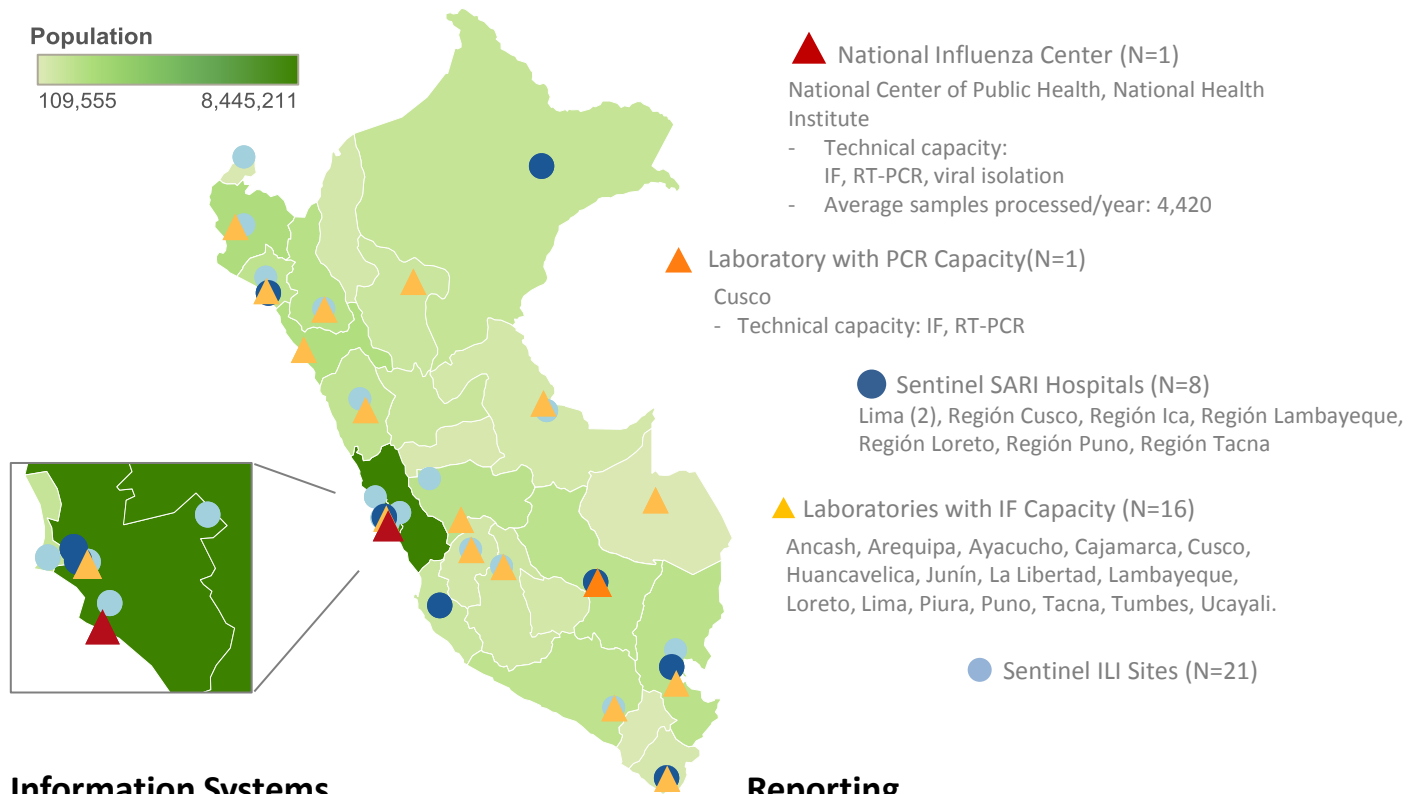 Population
109,555 8,445,211
National Influenza Center (N=1)
National Center of Public Health, National Health
Institute
- Technical capacity:
IF, RT-PCR, viral isolation
- Average samples processed/year: 4,420
Laboratory with PCR Capacity(N=1)
Cusco
- Technical capacity: IF, RT-PCR
Sentinel SARI Hospitals (N=8)
Lima (2), Región Cusco, Región Ica, Región Lambayeque,
Región Loreto, Región Puno, Región Tacna
Laboratories with IF Capacity (N=16)
Ancash, Arequipa, Ayacucho, Cajamarca, Cusco,
Huancavelica, Junín, La Libertad, Lambayeque,
Loreto, Lima, Piura, Puno, Tacna, Tumbes, Ucayali.
Sentinel ILI Sites (N=21)
Information Systems
Reporting